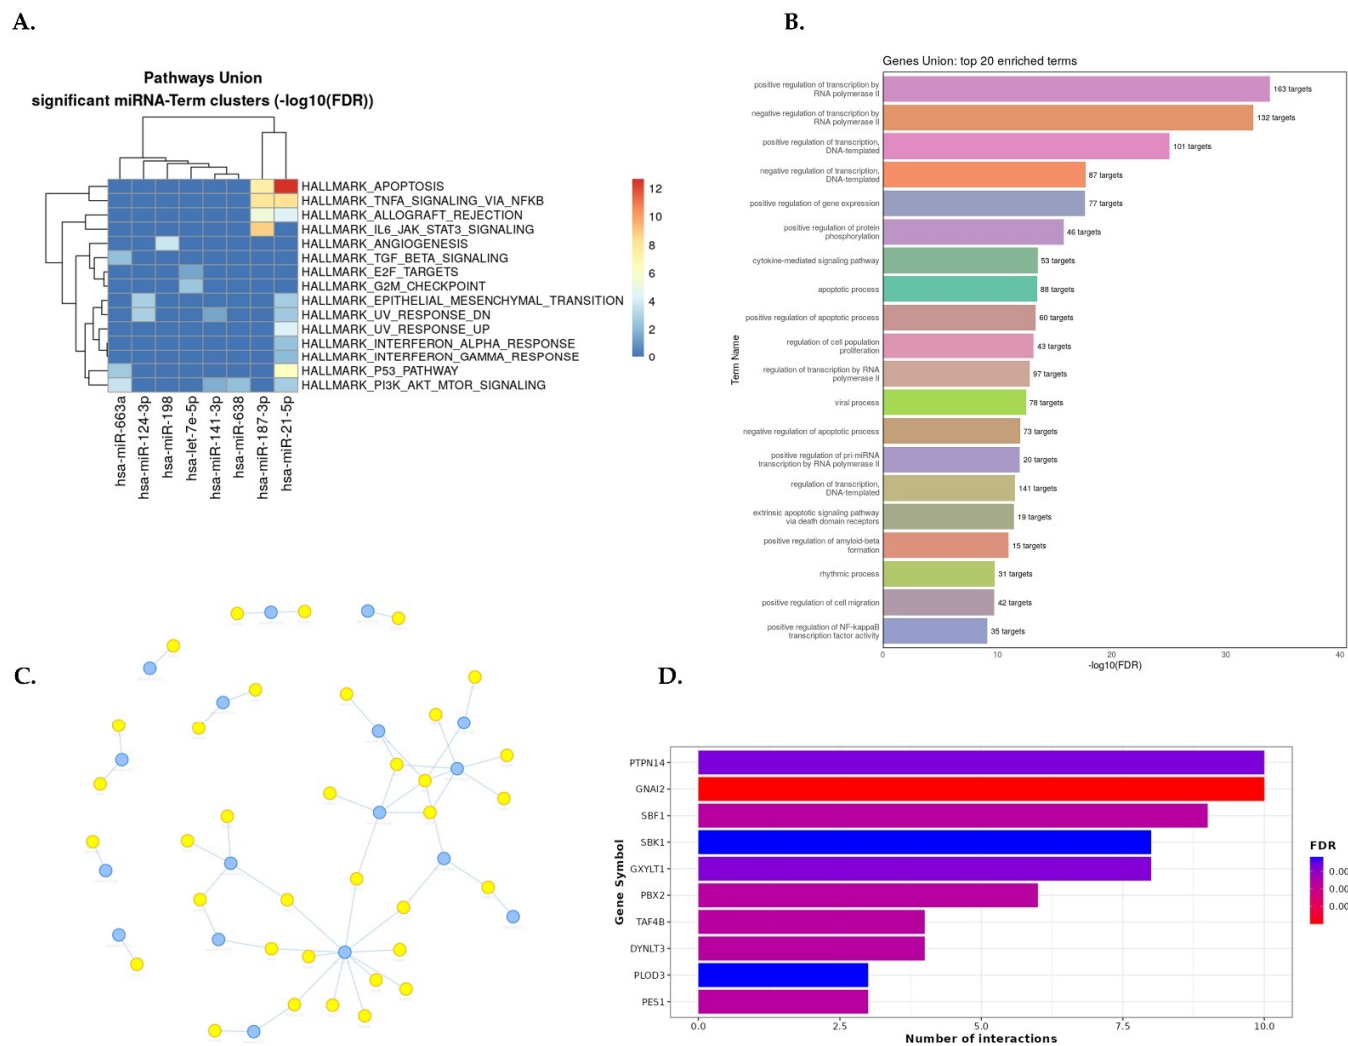 A.
Pathways Union
significant miRNA-Term clusters (-log10(FDR))
HALLMARK_APOPTOSIS
HALLMARK_TNFA_SIGNALING_VIA_NFKB
HALLMARK_ALLOGRAFT_REJECTION
HALLMARK_IL6_JAK_STAT3_SIGNALING
HALLMARK_ANGIOGENESIS
HALLMARK_TGF_BETA_SIGNALING
HALLMARK_E2F_TARGETS
HALLMARK_G2M_CHECKPOINT
HALLMARK_EPITHELIAL_MESENCHYMAL_TRANSITION
HALLMARK_UV_RESPONSE_DN
HALLMARK_UV_RESPONSE_UP
HALLMARK_INTERFERON_ALPHA_RESPONSE
HALLMARK_INTERFERON_GAMMA_RESPONSE
HALLMARK_P53_PATHWAY
HALLMARK_PI3K_AKT_MTOR_SIGNALING
12
10
8
6
4
2
0
hsa-miR-663a
hsa-miR-124-3p
hsa-miR-198
hsa-let-7e-5p
hsa-miR-141-3p
hsa-miR-638
hsa-miR-187-3p
hsa-miR-21-5p
B.
Genes Union: top 20 enriched terms
Term Name
positive regulation of transcription by
RNA polymerase II
163 targets
negative regulation of transcription by
RNA polymerase II
132 targets
positive regulation of transcription,
DNA-templated
101 targets
negative regulation of transcription,
DNA-templated
87 targets
positive regulation of gene expression
77 targets
positive regulation of protein
phosphorylation
46 targets
cytokine-mediated signaling pathway
53 targets
apoptotic process
88 targets
positive regulation of apoptotic process
60 targets
regulation of cell population
proliferation
43 targets
regulation of transcription by RNA
polymerase II
97 targets
viral process
78 targets
negative regulation of apoptotic process
73 targets
positive regulation of pri-miRNA
transcription by RNA polymerase II
20 targets
regulation of transcription,
DNA-templated
141 targets
extrinsic apoptotic signaling pathway
via death domain receptors
19 targets
positive regulation of amyloid-beta
formation
15 targets
rhythmic process
31 targets
positive regulation of cell migration
42 targets
positive regulation of NF-kappaB
transcription factor activity
35 targets
0 10 20 30 40
-log10(FDR)
C.
D.
Gene Symbol
PTPN14
GNAI2
SBF1
SBK1
GXYLT1
PBX2
TAF4B
DYNLT3
PLOD3
PES1
0.0 2.5 5.0 7.5 10.0
Number of interactions
FDR
0.00
0.00
0.00